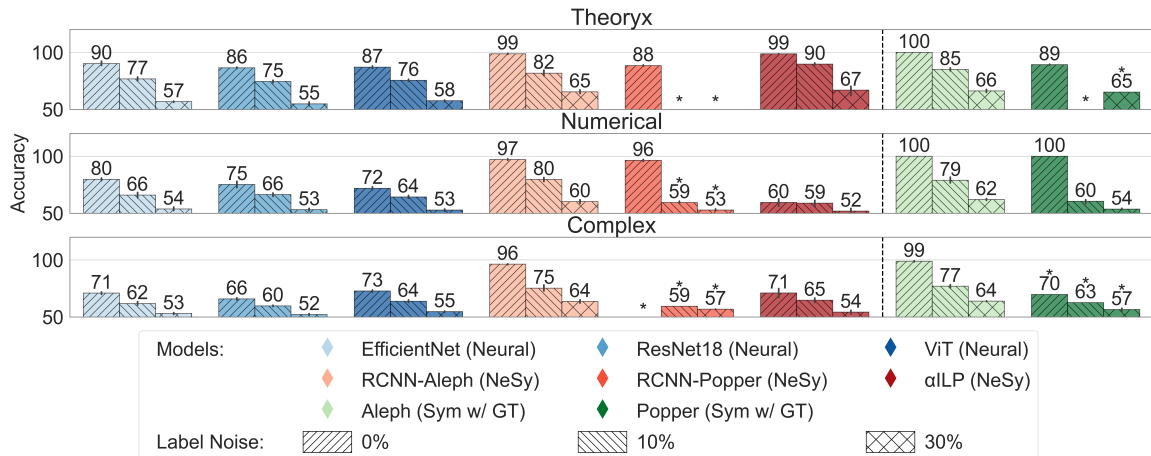 Theoryx
100
50
90 77 57 86 75 55 87 76 58 99 82 65 88 * * 99 90 67 100 85 66 89 * * 65
Numerical
Accuracy
100
50
80 66 54 75 66 53 72 64 53 97 80 60 96 * 59 * 53 60 59 52 100 79 62 100 60 54
Complex
100
50
71 62 53 66 60 52 73 64 55 96 75 64 * * 59 * 57 71 65 54 99 77 64 * 70 * 63 * 57
Models: EfficientNet (Neural) ResNet18 (Neural) ViT (Neural)
RCNN-Aleph (NeSy) RCNN-Popper (NeSy) αILP (NeSy)
Aleph (Sym w/ GT) Popper (Sym w/ GT)
Label Noise: 0% 10% 30%